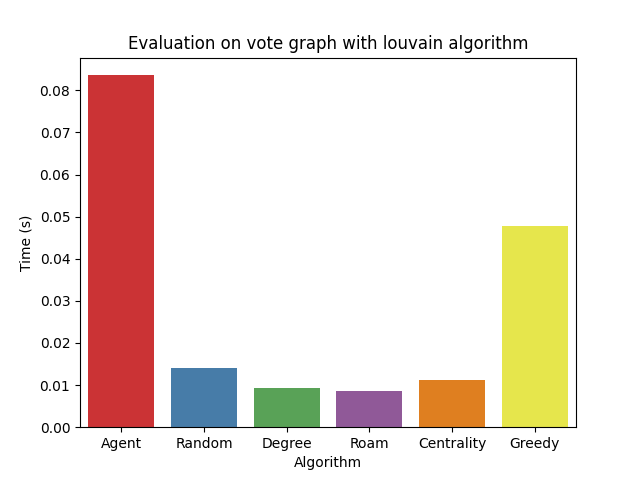 Evaluation on vote graph with louvain algorithm
0.08
0.07
0.06
0.05
0.04
0.03
0.02
0.01
0.00
Time (s)
Agent Random Degree Roam Centrality Greedy
Algorithm